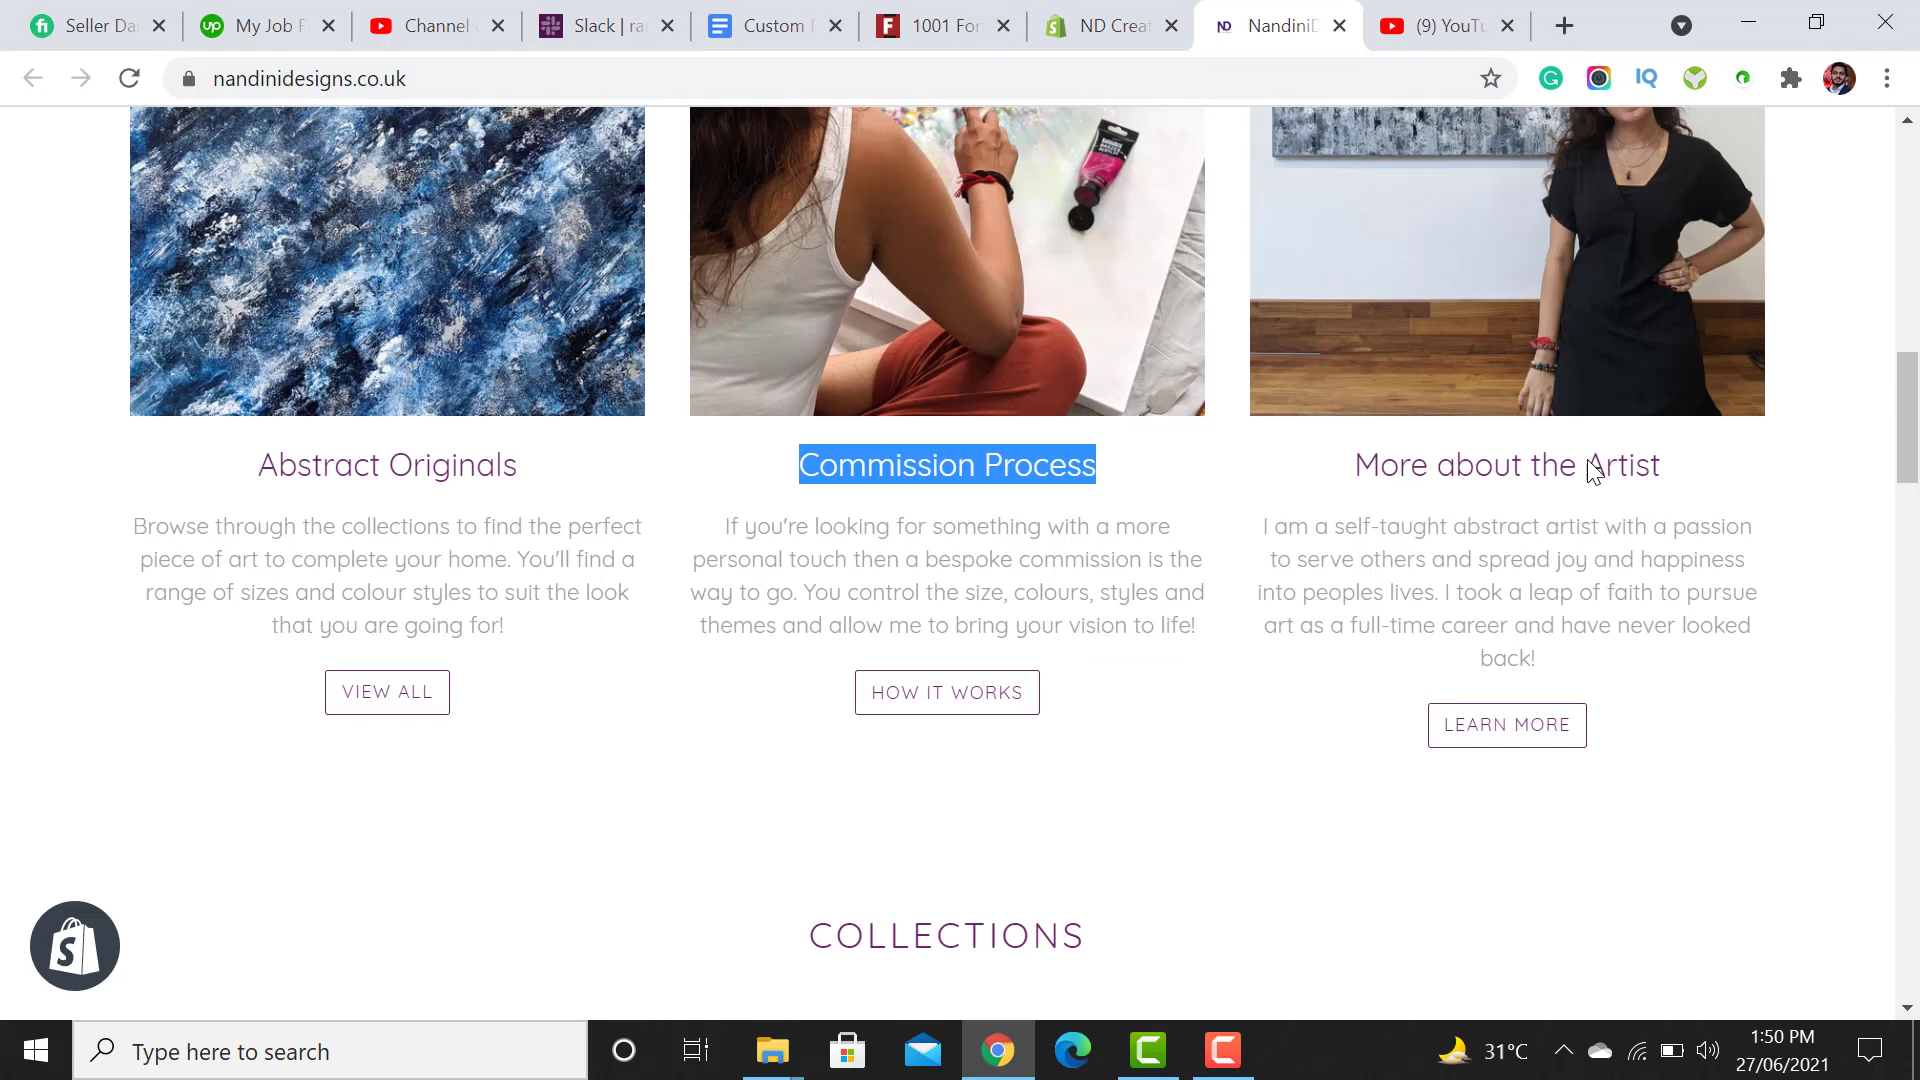 Seller Da
My Job F
Channel
Slack | ra
Custom
1001 Fon
ND Creat
NandiniD
(9) YouTu
nandinidesigns.co.uk
Abstract Originals
Browse through the collections to find the perfect
piece of art to complete your home. You'll find a
range of sizes and colour styles to suit the look
that you are going for!
VIEW ALL
Commission Process
If you're looking for something with a more
personal touch then a bespoke commission is the
way to go. You control the size, colours, styles and
themes and allow me to bring your vision to life!
HOW IT WORKS
More about the Artist
I am a self-taught abstract artist with a passion
to serve others and spread joy and happiness
into peoples lives. I took a leap of faith to pursue
art as a full-time career and have never looked
back!
LEARN MORE
COLLECTIONS
Type here to search
31°C
1:50 PM
27/06/2021